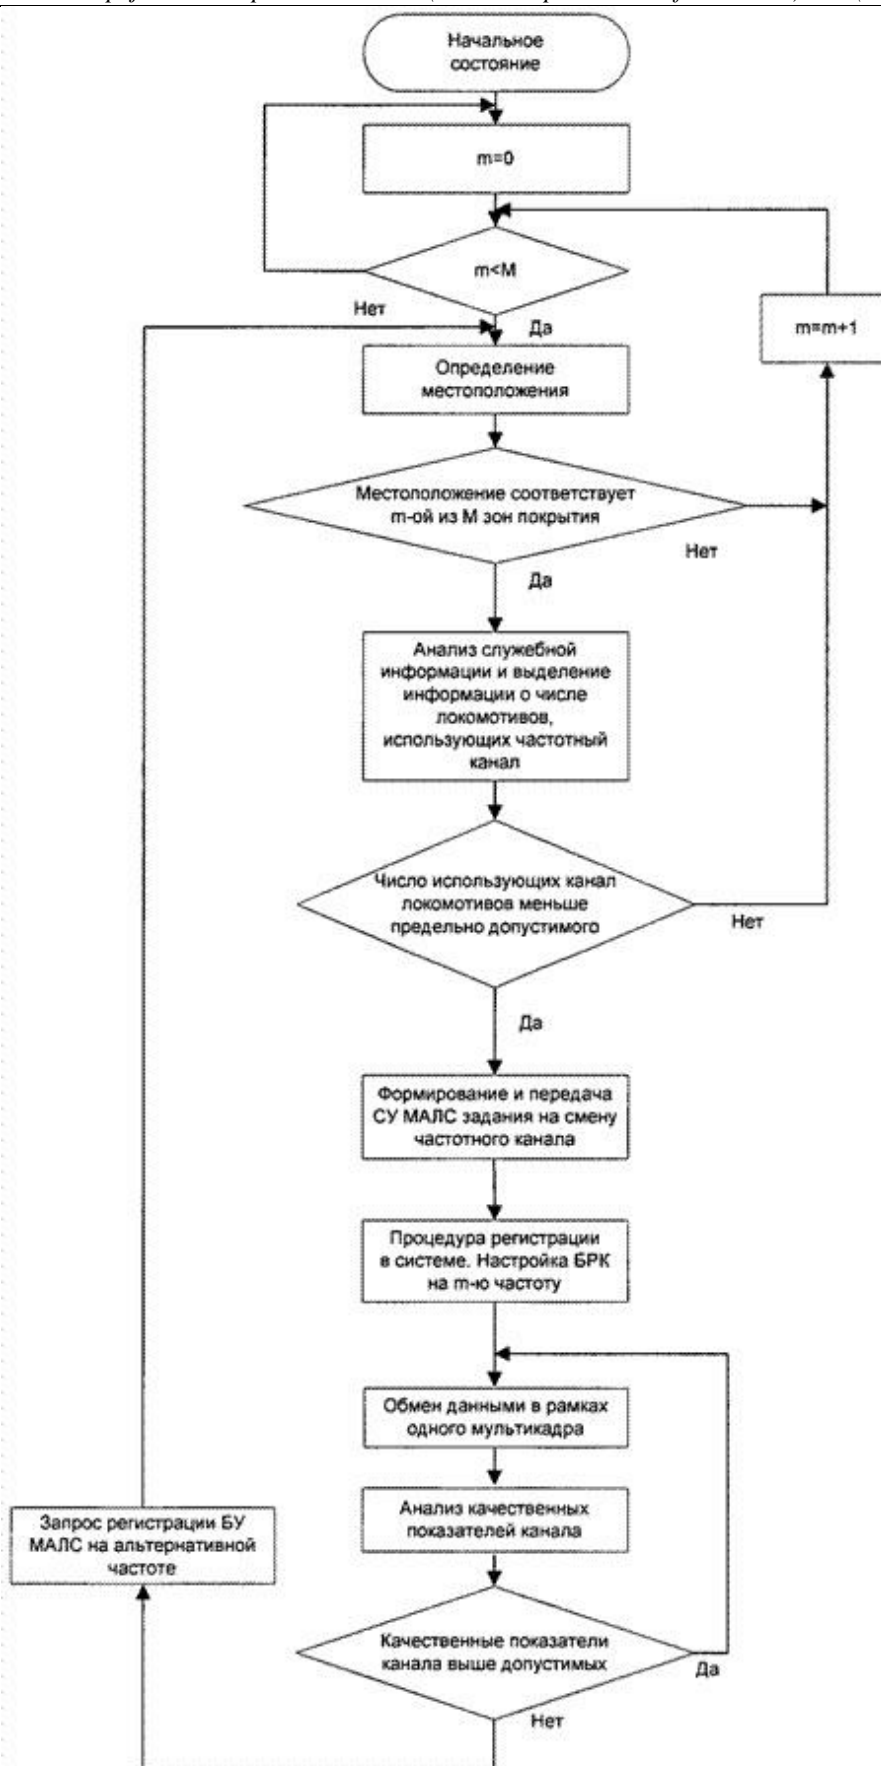 Начальное
состояние
m=0
m<M
Нет
Да
m=m+1
Определение
местоположения
Местоположение соответствует
m-ой из M зон покрытия
Нет
Да
Анализ служебной
информации и выделение
информации о числе
локомотивов,
использующих частотный
канал
Число использующих канал
локомотивов меньше
предельно допустимого
Нет
Да
Формирование и передача
СУ МАЛС задания на смену
частотного канала
Процедура регистрации
в системе. Настройка БРК
на m-ю частоту
Обмен данными в рамках
одного мультикадра
Анализ качественных
показателей канала
Запрос регистрации БУ
МАЛС на альтернативной
частоте
Качественные показатели
канала выше допустимых
Да
Нет